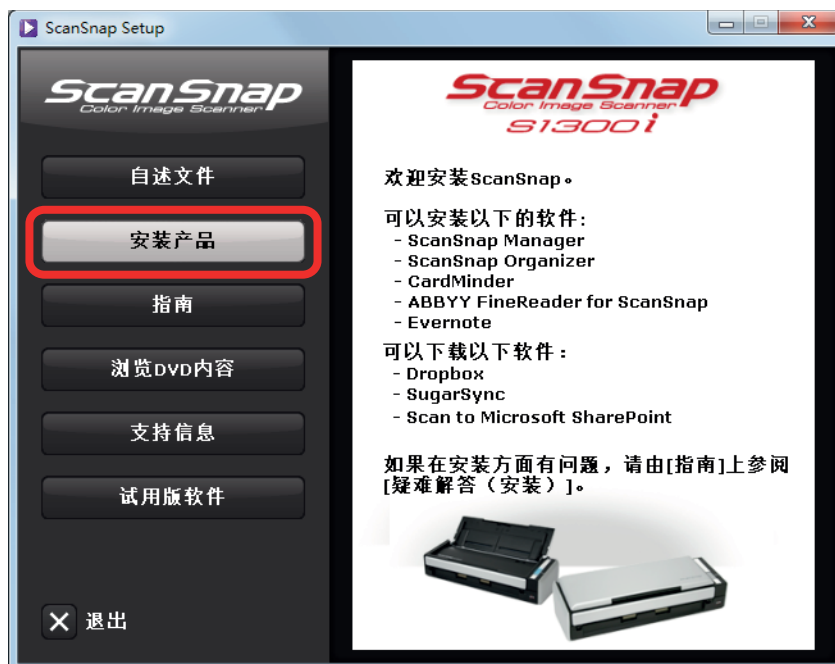 ScanSnap Setup
ScanSnap
Color Image Scanner
自述文件
安装产品
指南
浏览DVD内容
支持信息
试用版软件
退出
ScanSnap
Color Image Scanner
S1300i
欢迎安装ScanSnap。
可以安装以下的软件:
- ScanSnap Manager
- ScanSnap Organizer
- CardMinder
- ABBYY FineReader for ScanSnap
- Evernote
可以下载以下软件：
- Dropbox
- SugarSync
- Scan to Microsoft SharePoint
如果在安装方面有问题，请由[指南]上参阅
[疑难解答（安装）]。